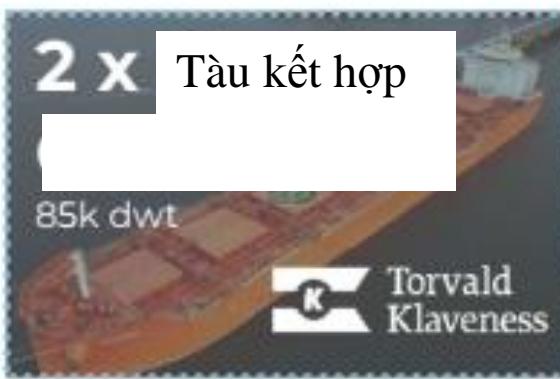 2 x Tàu kết hợp
85k dwt
K
Torvald
Klaveness